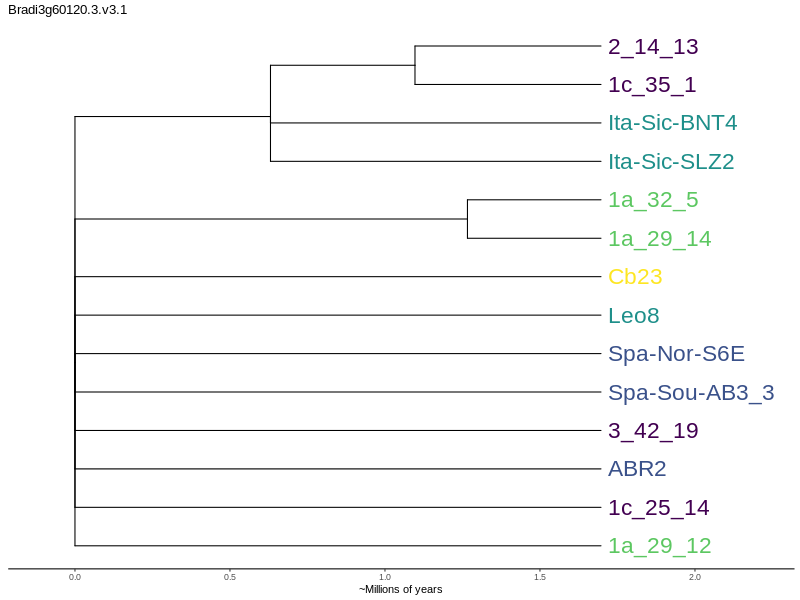 Bradi3g60120.3.v3.1
2_14_13
1c_35_1
Ita-Sic-BNT4
Ita-Sic-SLZ2
1a_32_5
1a_29_14
Cb23
Leo8
Spa-Nor-S6E
Spa-Sou-AB3_3
3_42_19
ABR2
1c_25_14
1a_29_12
0.0 0.5 1.0 1.5 2.0
~Millions of years